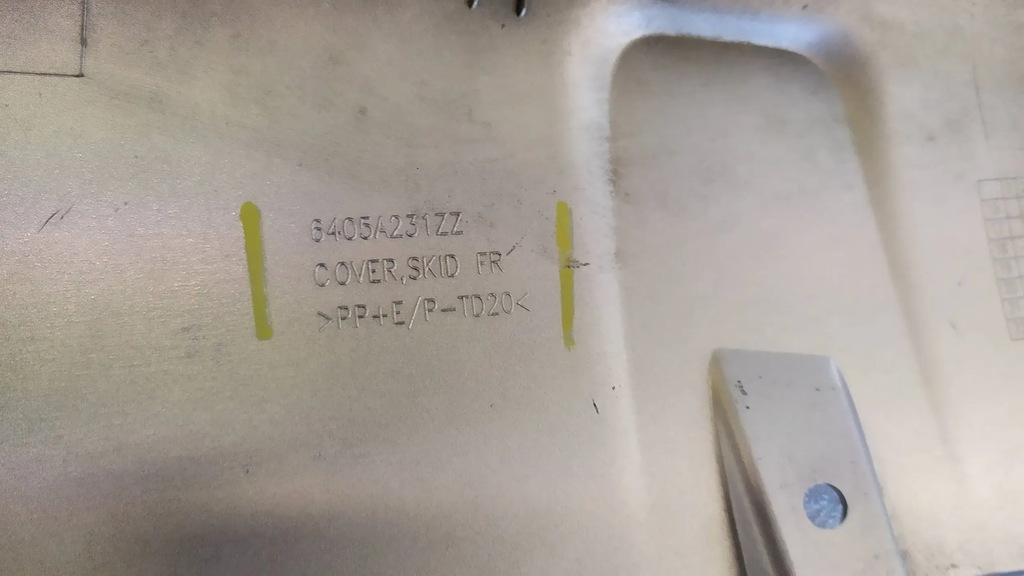 6405A231ZZ
COVER,SKID FR
>PP+E/P-TD20<